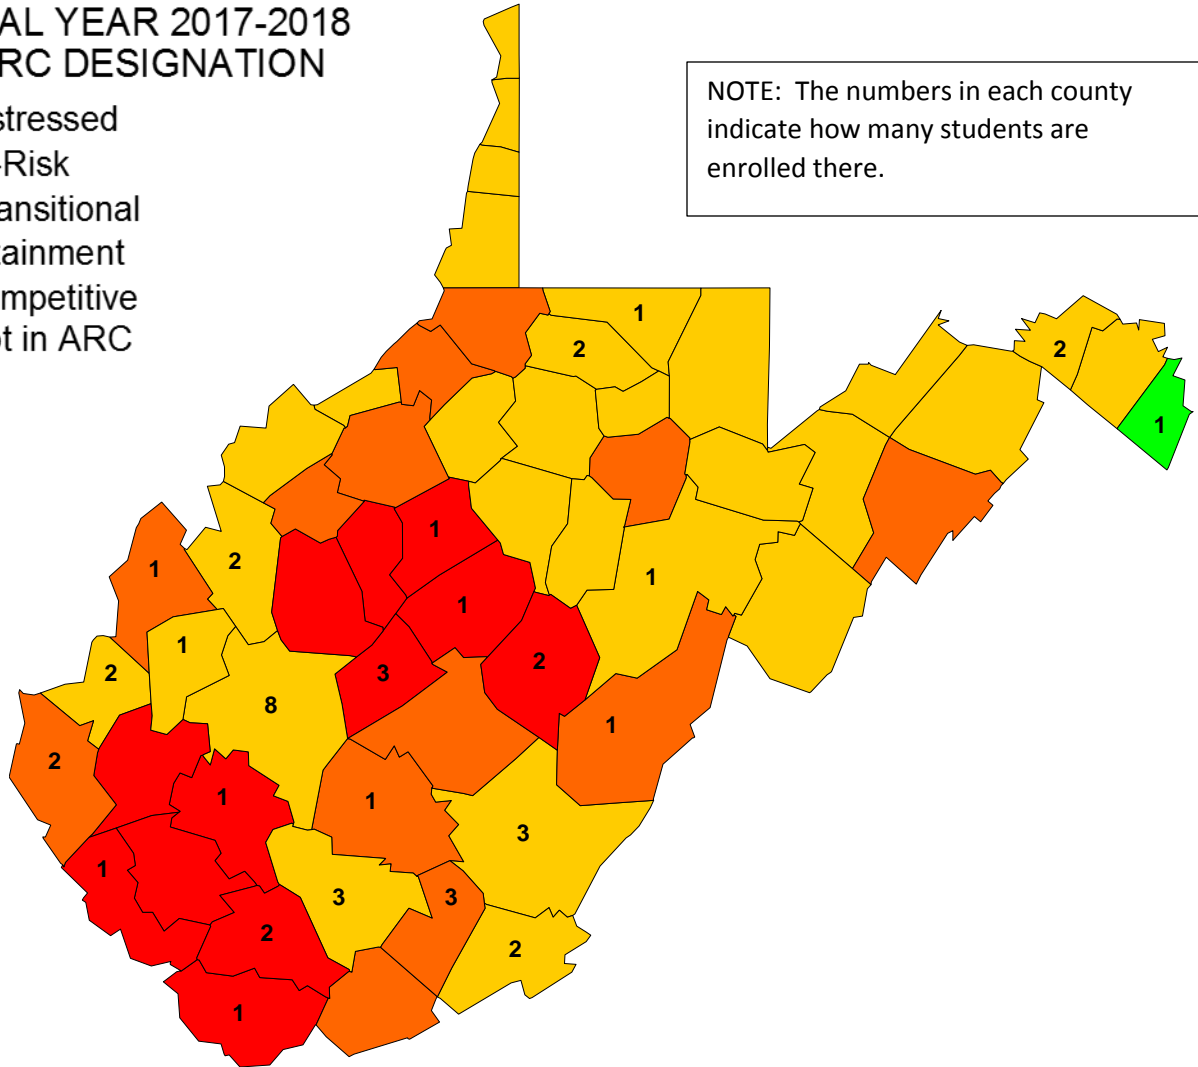 AL YEAR 2017-2018
RC DESIGNATION
stressed
-Risk
ansitional
tainment
mpetitive
t in ARC
NOTE: The numbers in each county
indicate how many students are
enrolled there.
1
2
2
1
1
1
2
1
1
1
2
3
2
8
1
2
1
1
3
1
3
3
2
2
1